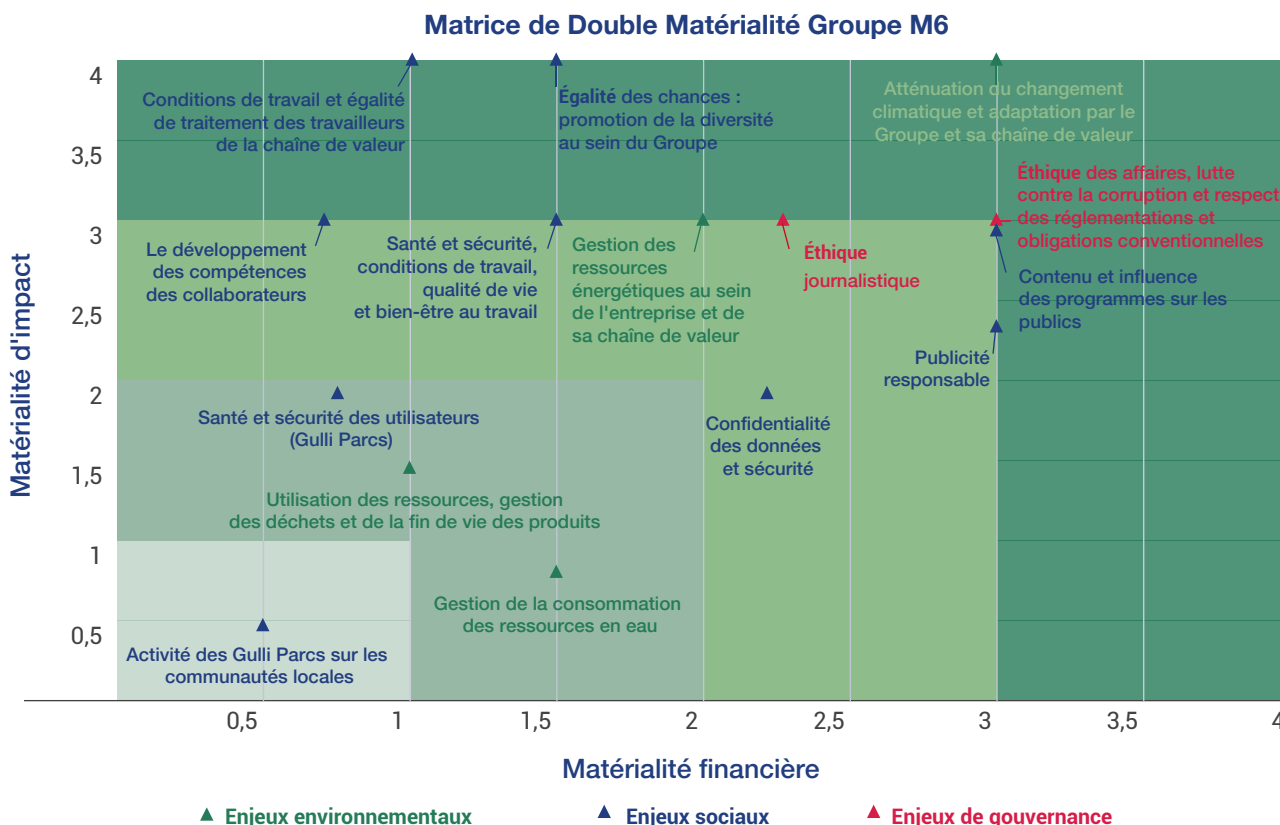 Matrice de Double Matérialité Groupe M6
Matérialité d'impact
4
3,5
3
2,5
2
1,5
1
0,5
Conditions de travail et égalité
de traitement des travailleurs
de la chaîne de valeur
Égalité des chances :
promotion de la diversité
au sein du Groupe
Atténuation du changement
climatique et adaptation par le
Groupe et sa chaîne de valeur
Éthique des affaires, lutte
contre la corruption et respect
des réglementations et
obligations conventionnelles
Le développement
des compétences
des collaborateurs
Santé et sécurité,
conditions de travail,
qualité de vie
et bien-être au travail
Gestion des
ressources
énergétiques au sein
de l'entreprise et de
sa chaîne de valeur
Éthique
journalistique
Contenu et influence
des programmes sur les
publics
Publicité
responsable
Santé et sécurité des utilisateurs
(Gulli Parcs)
Confidentialité
des données
et sécurité
Utilisation des ressources, gestion
des déchets et de la fin de vie des produits
Gestion de la consommation
des ressources en eau
Activité des Gulli Parcs sur les
communautés locales
0,5
1
1,5
2
2,5
3
3,5
4
Matérialité financière
Enjeux environnementaux
Enjeux sociaux
Enjeux de gouvernance